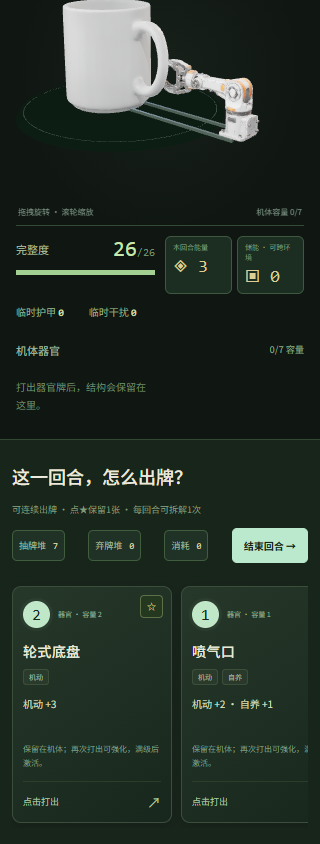 拖拽旋转 · 滚轮缩放
机体容量 0/7
完整度
26/26
本回合能量
3
储能 · 可跨环境
0
临时护甲 0
临时干扰 0
机体器官
0/7 容量
打出器官牌后，结构会保留在
这里。
这一回合，怎么出牌？
可连续出牌 · 点★保留1张 · 每回合可拆解1次
抽牌堆 7
弃牌堆 0
消耗 0
结束回合 →
2
器官 · 容量 2
☆
轮式底盘
机动
机动 +3
保留在机体；再次打出可强化，满级后
激活。
点击打出
↗
1
器官 · 容量 1
喷气口
机动
自养
机动 +2 · 自养 +1
保留在机体；再次打出可强化，满
激活。
点击打出